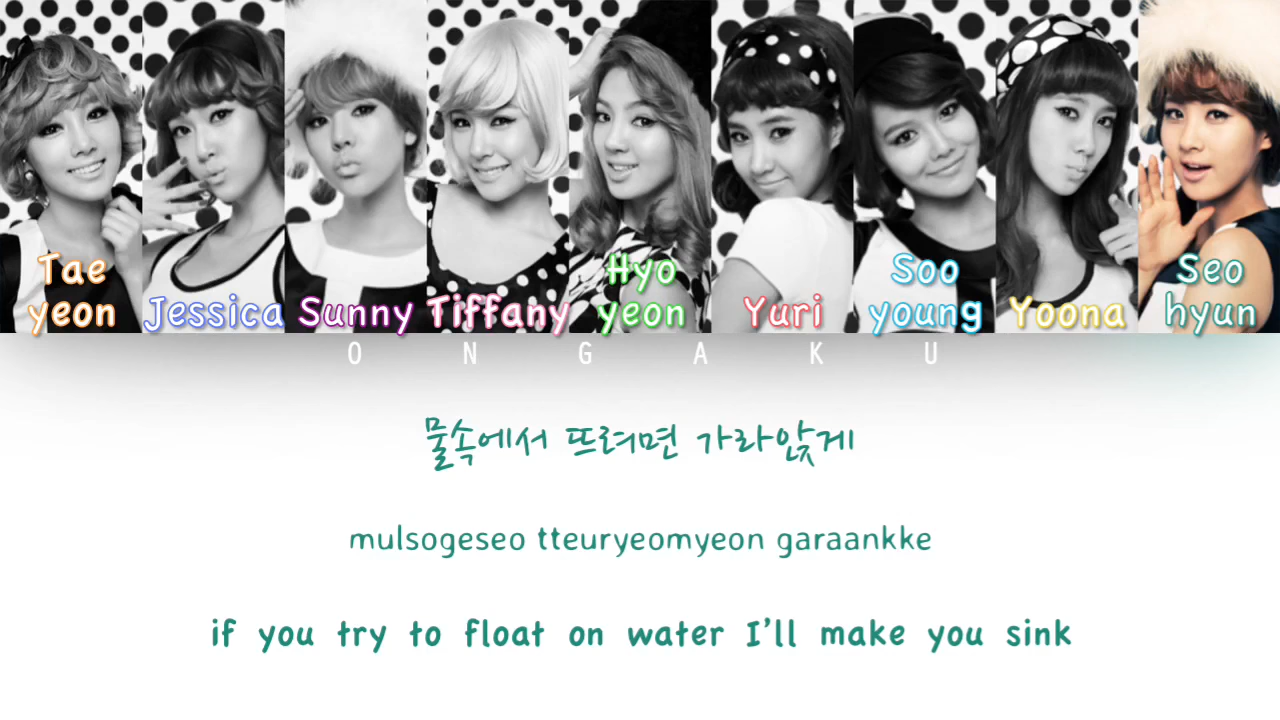 Tae
yeon
Jessica
Sunny
Tiffany
Hyo
yeon
Yuri
Soo
young
Yoona
Seo
hyun
O N G A K U
물속에서 뜨려면 가라앉게
mulsogeseo tteuryeomyeon garaankke
if you try to float on water I'll make you sink